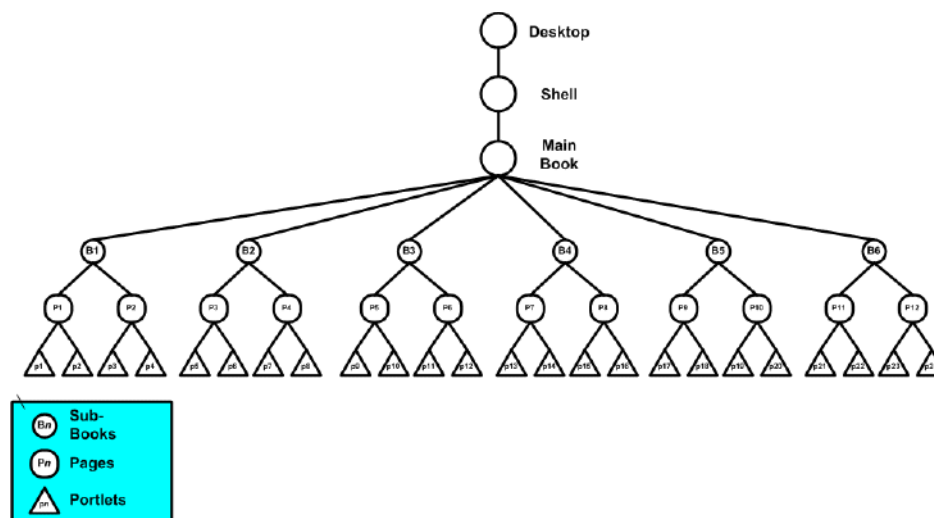 Desktop
Shell
Main
Book
B1 B2 B3 B4 B5 B6
P1 P2 P3 P4 P5 P6 P7 P8 P9 P10 P11 P12
p1 p2 p3 p4 p5 p6 p7 p8 p9 p10 p11 p12 p13 p14 p15 p16 p17 p18 p19 p20 p21 p22 p23
Bn Sub-
Books
Pn Pages
pn Portlets